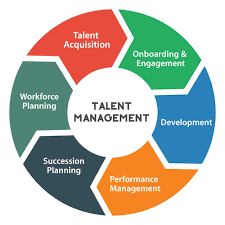 Talent
Acquisition
Onboarding &
Engagement
Development
Performance
Management
Succession
Planning
Workforce
Planning
TALENT
MANAGEMENT